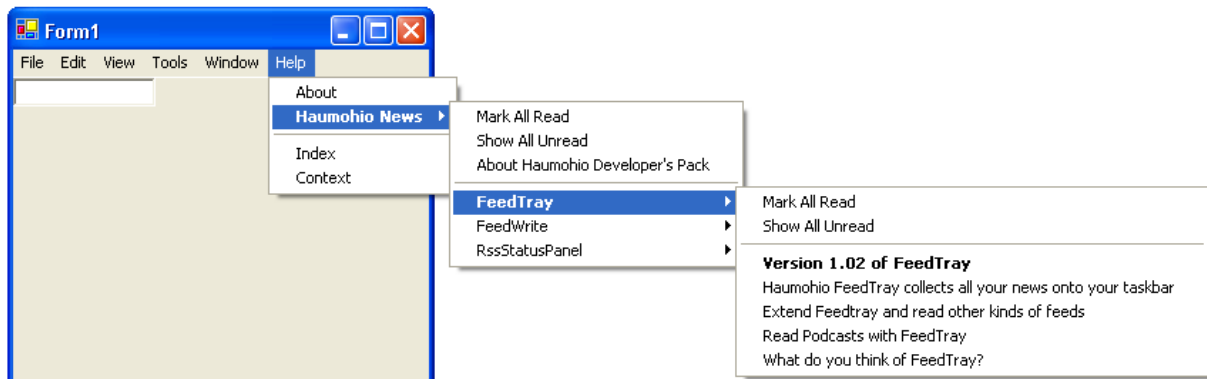 Form1
File Edit View Tools Window Help
About
Haumohio News
Index
Context
Mark All Read
Show All Unread
About Haumohio Developer's Pack
FeedTray
FeedWrite
RssStatusPanel
Mark All Read
Show All Unread
Version 1.02 of FeedTray
Haumohio FeedTray collects all your news onto your taskbar
Extend Feedtray and read other kinds of feeds
Read Podcasts with FeedTray
What do you think of FeedTray?